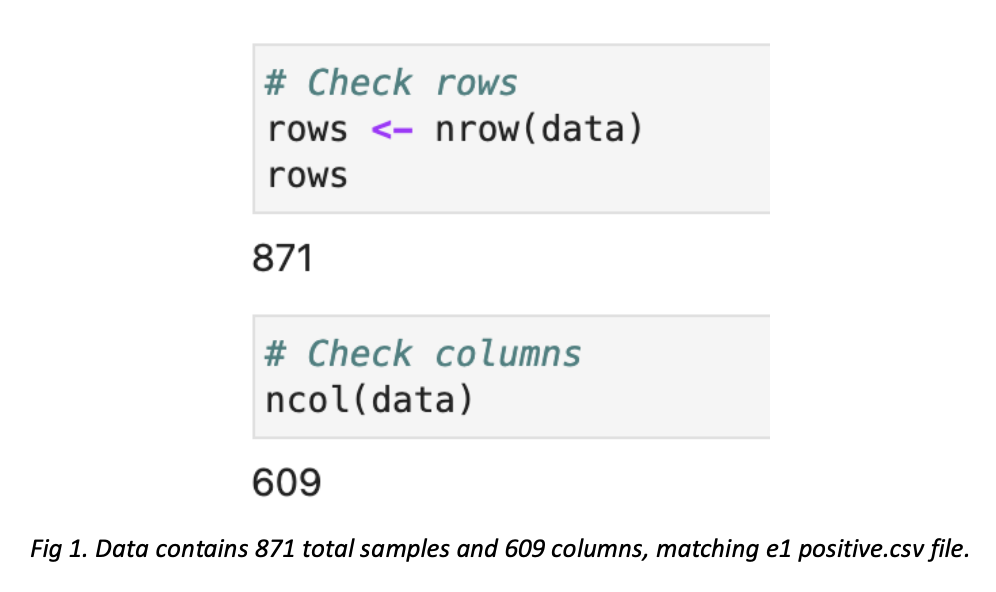 # Check rows
rows <- nrow(data)
rows
871
# Check columns
ncol(data)
609
Fig 1. Data contains 871 total samples and 609 columns, matching e1 positive.csv file.